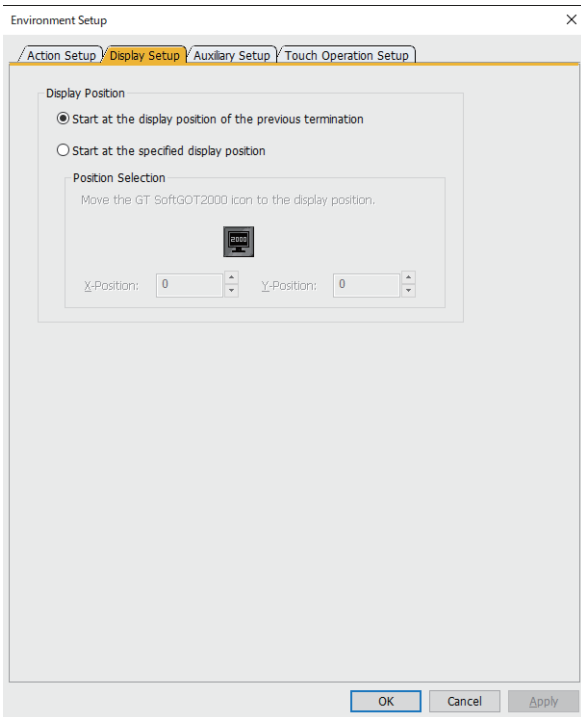 Environment Setup
Action Setup Display Setup Auxiliary Setup Touch Operation Setup
Display Position
Start at the display position of the previous termination
Start at the specified display position
Position Selection
Move the GT SoftGOT2000 icon to the display position.
2000
X-Position: 0 Y-Position: 0
OK Cancel Apply